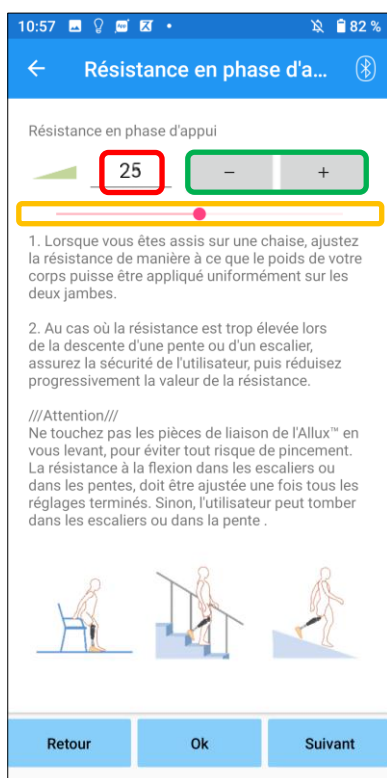 10:57 82 %
Résistance en phase d'a...
Résistance en phase d'appui
25 − +
1. Lorsque vous êtes assis sur une chaise, ajustez
la résistance de manière à ce que le poids de votre
corps puisse être appliqué uniformément sur les
deux jambes.
2. Au cas où la résistance est trop élevée lors
de la descente d'une pente ou d'un escalier,
assurez la sécurité de l'utilisateur, puis réduisez
progressivement la valeur de la résistance.
///Attention///
Ne touchez pas les pièces de liaison de l'Allux™ en
vous levant, pour éviter tout risque de pincement.
La résistance à la flexion dans les escaliers ou
dans les pentes, doit être ajustée une fois tous les
réglages terminés. Sinon, l'utilisateur peut tomber
dans les escaliers ou dans la pente .
Retour Ok Suivant